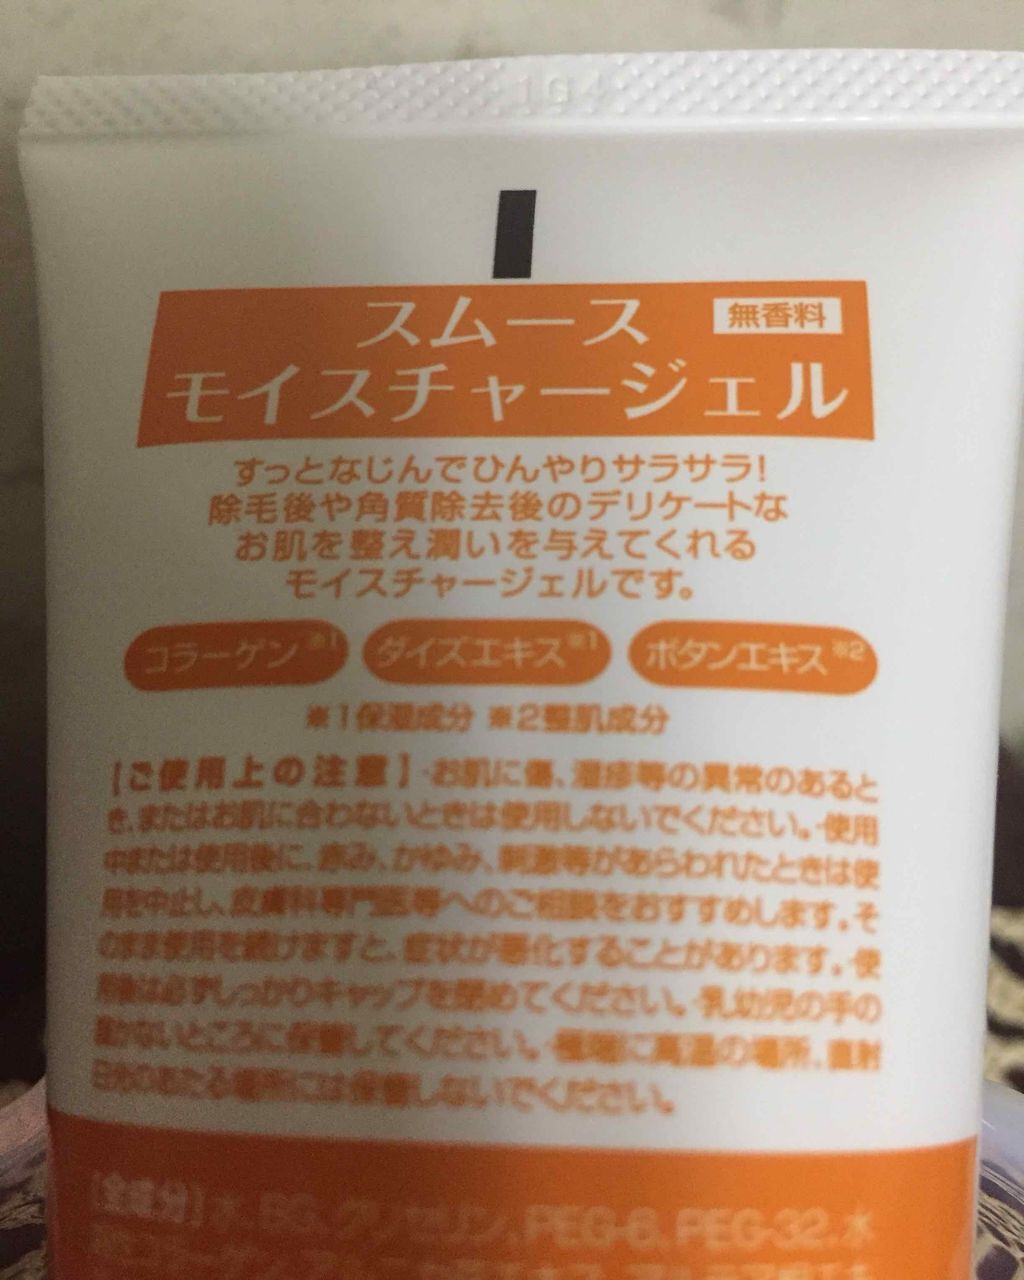 1G4
スムース 無香料
モイスチャージェル
すっとなじんでひんやりサラサラ!
除毛後や角質除去後のデリケートな
お肌を整え潤いを与えてくれる
モイスチャージェルです。
コラーゲン※1 ダイズエキス※1 ボタンエキス※2
※1保湿成分 ※2整肌成分
【ご使用上の注意】・お肌に傷、湿疹等の異常のあると
き、またはお肌に合わないときは使用しないでください。・使用
中または使用後に、赤み、かゆみ、刺激等があらわれたときは使
用を中止し、皮膚科専門医等へのご相談をおすすめします。そ
のまま使用を続けますと、症状が悪化することがあります。・使
用後は必ずしっかりキャップを閉めてください。・乳幼児の手の
届かないところに保管してください。・極端に高温の場所、直射
日光のあたる場所には保管しないでください。
[全成分]水、BG、グリセリン、PEG-6、PEG-32、水